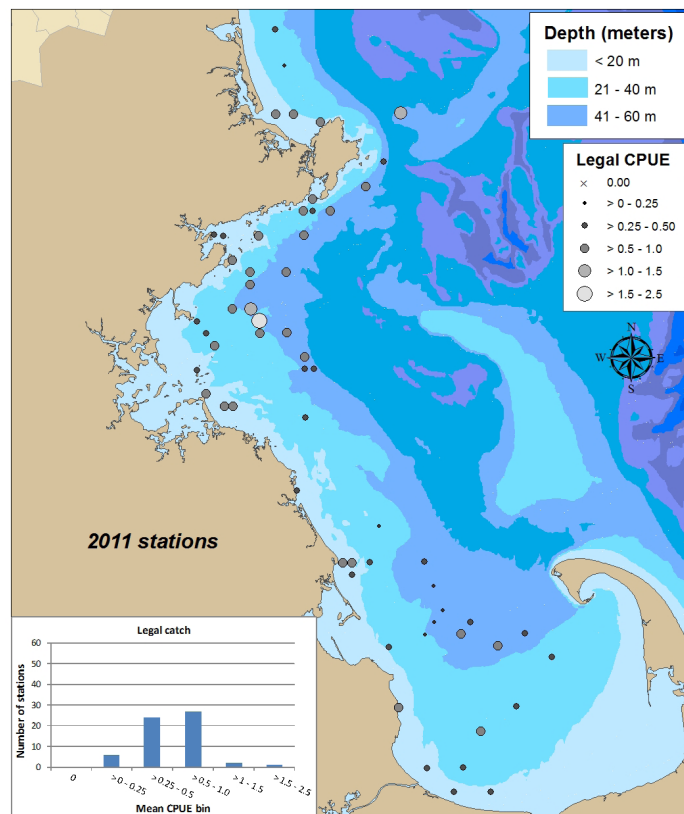 Depth (meters)
< 20 m
21 - 40 m
41 - 60 m
Legal CPUE
0.00
> 0 - 0.25
> 0.25 - 0.50
> 0.5 - 1.0
> 1.0 - 1.5
> 1.5 - 2.5
N
W E
S
2011 stations
Legal catch
Number of stations
60
50
40
30
20
10
0
0
> 0 - 0.25
> 0.25 - 0.5
> 0.5 - 1.0
> 1 - 1.5
> 1.5 - 2.5
Mean CPUE bin